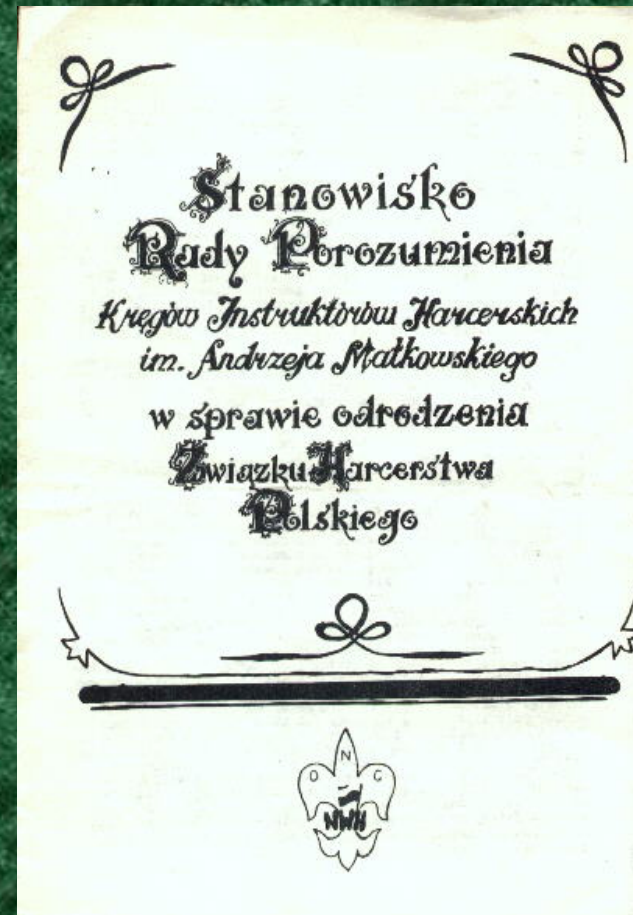 Stanowisko
Rady Porozumienia
Kręgów Instruktorów Harcerskich
im. Andrzeja Małkowskiego
w sprawie odrodzenia
Związku Harcerstwa
Polskiego
O N C
NWH